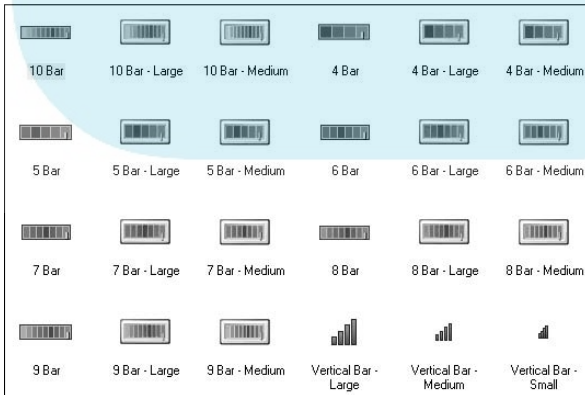 10 Bar
10 Bar - Large
10 Bar - Medium
4 Bar
4 Bar - Large
4 Bar - Medium
5 Bar
5 Bar - Large
5 Bar - Medium
6 Bar
6 Bar - Large
6 Bar - Medium
7 Bar
7 Bar - Large
7 Bar - Medium
8 Bar
8 Bar - Large
8 Bar - Medium
9 Bar
9 Bar - Large
9 Bar - Medium
Vertical Bar -
Large
Vertical Bar -
Medium
Vertical Bar -
Small